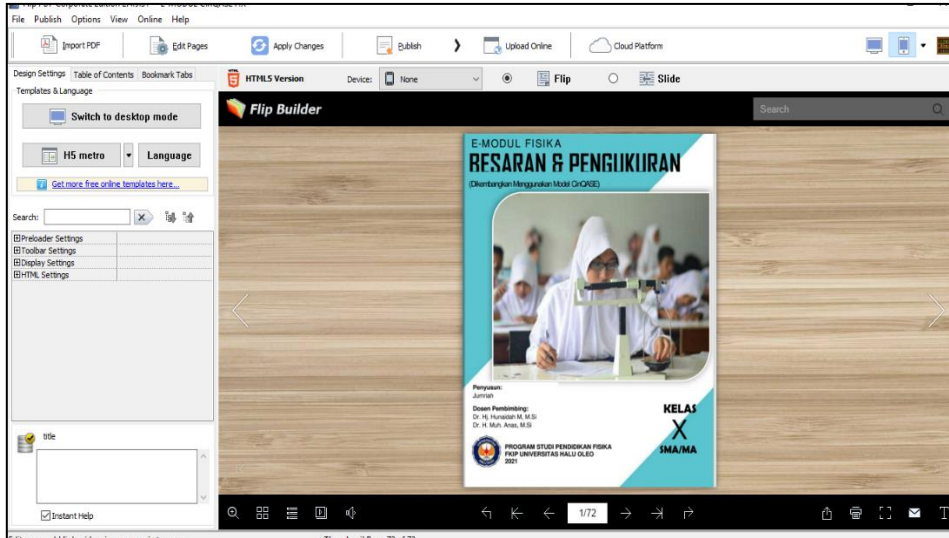 File Publish Options View Online Help
Import PDF Edit Pages Apply Changes Publish Upload Online Cloud Platform
Design Settings Table of Contents Bookmark Tabs
HTML5 Version Device: None Flip Slide
Templates & Language
Switch to desktop mode
H5 metro Language
Get more free online templates here...
Search:
Preloader Settings
Toolbar Settings
Display Settings
HTML Settings
title
Instant Help
Flip Builder
Search
E-MODUL FISIKA
BESARAN & PENGUKURAN
(Dikembangkan Menggunakan Model CinQASE)
Penyusun:
Jumriah
Dosen Pembimbing:
Dr. Hj. Hunaidah M, M.Si
Dr. H. Muh. Anas, M.Si
KELAS
X
SMA/MA
PROGRAM STUDI PENDIDIKAN FISIKA
FKIP UNIVERSITAS HALU OLEO
2021
1/72